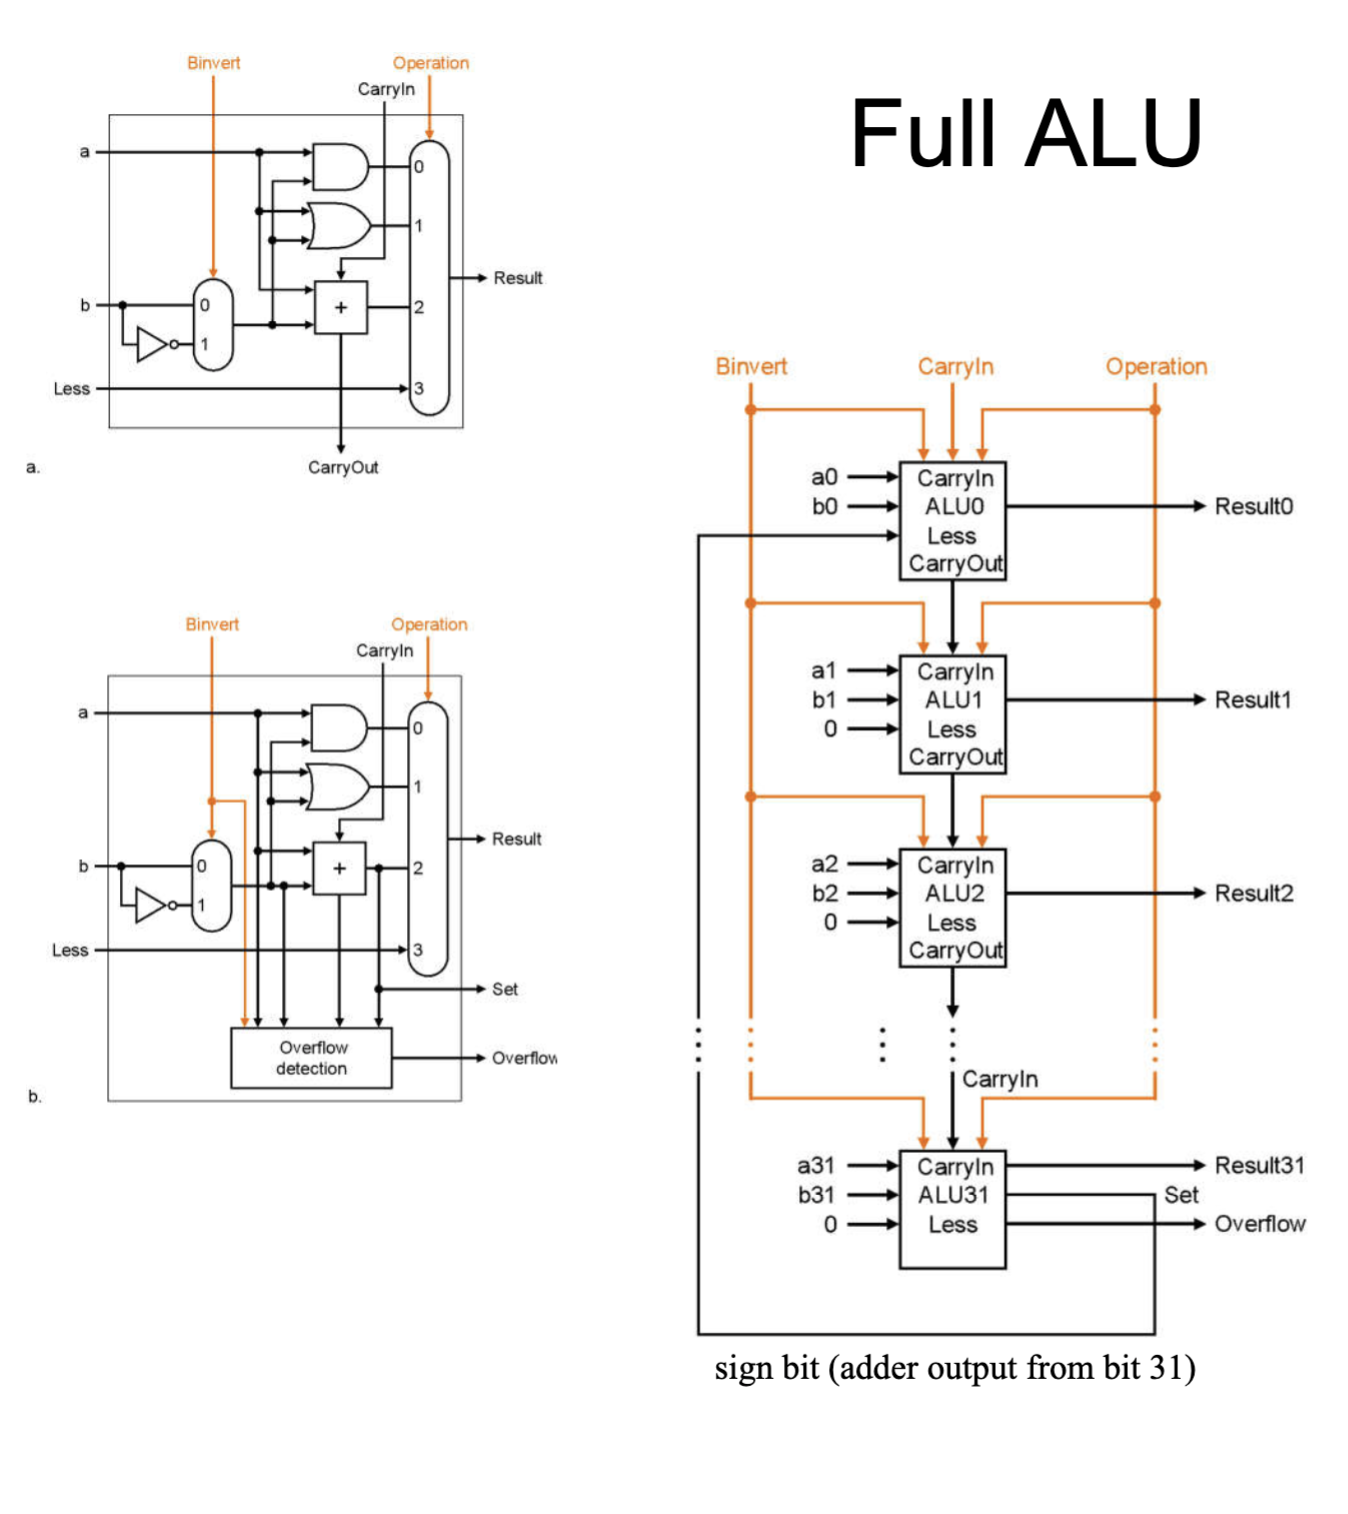 Full ALU
Binvert
Operation
CarryIn
a
0
1
Result
b
0
+
2
1
Less
3
CarryOut
a.
Binvert
Operation
CarryIn
a
0
1
Result
b
0
+
2
1
Less
3
Set
Overflow
detection
Overflow
b.
Binvert
CarryIn
Operation
a0
CarryIn
b0
ALU0
Result0
Less
CarryOut
a1
CarryIn
b1
ALU1
Result1
0
Less
CarryOut
a2
CarryIn
b2
ALU2
Result2
0
Less
CarryOut
CarryIn
a31
CarryIn
Result31
b31
ALU31
Set
0
Less
Overflow
sign bit (adder output from bit 31)